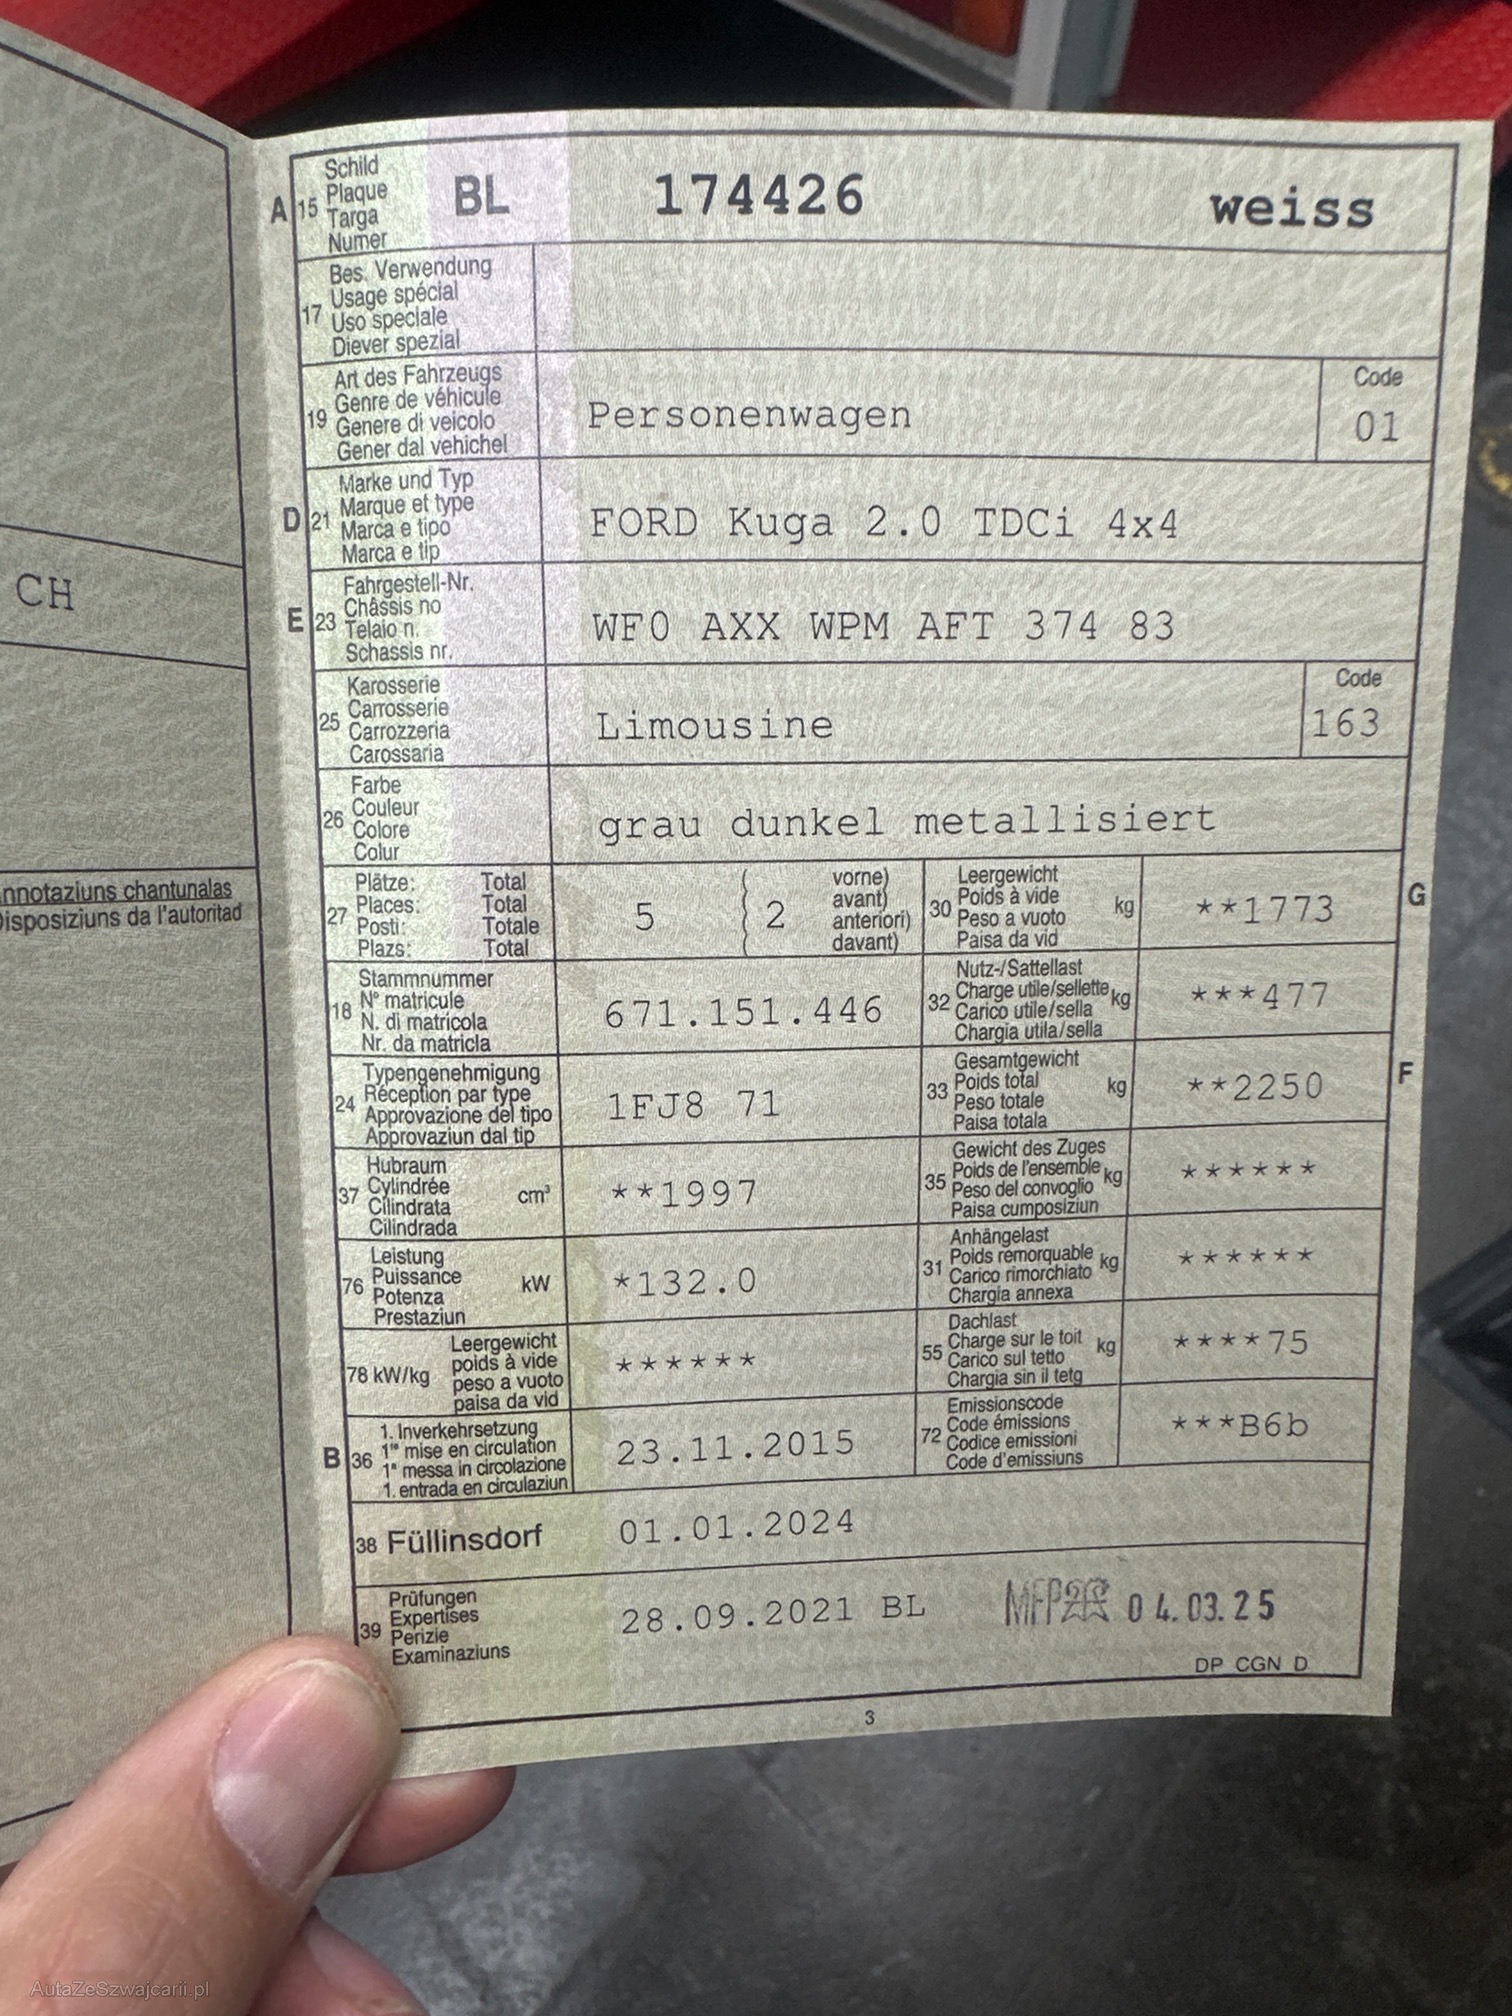 CH
nnotaziuns chantunalas
Disposiziuns da l'autoritad
A 15 Schild
Plaque
Targa
Numer
BL 174426 weiss
17 Bes. Verwendung
Usage spécial
Uso speciale
Diever spezial
19 Art des Fahrzeugs
Genre de véhicule
Genere di veicolo
Gener dal vehichel
Personenwagen
Code
01
D 21 Marke und Typ
Marque et type
Marca e tipo
Marca e tip
FORD Kuga 2.0 TDCi 4x4
E 23 Fahrgestell-Nr.
Châssis no
Telaio n.
Schassis nr.
WF0 AXX WPM AFT 374 83
25 Karosserie
Carrosserie
Carrozzeria
Carossaria
Limousine
Code
163
26 Farbe
Couleur
Colore
Colur
grau dunkel metallisiert
27 Plätze: Total
Places: Total
Posti: Totale
Plazs: Total
5 { 2 vorne)
avant)
anteriori)
davant)
30 Leergewicht
Poids à vide
Peso a vuoto
Paisa da vid
kg
**1773
G
18 Stammnummer
N° matricule
N. di matricola
Nr. da matricla
671.151.446
32 Nutz-/Sattellast
Charge utile/sellette
Carico utile/sella
Chargia utila/sella
kg
***477
24 Typengenehmigung
Réception par type
Approvazione del tipo
Approvaziun dal tip
1FJ8 71
33 Gesamtgewicht
Poids total
Peso totale
Paisa totala
kg
**2250
F
37 Hubraum
Cylindrée
Cilindrata
Cilindrada
cm³
**1997
35 Gewicht des Zuges
Poids de l'ensemble
Peso del convoglio
Paisa cumposiziun
kg
******
76 Leistung
Puissance
Potenza
Prestaziun
kW
*132.0
31 Anhängelast
Poids remorquable
Carico rimorchiato
Chargia annexa
kg
******
78 kW/kg Leergewicht
poids à vide
peso a vuoto
paisa da vid
******
55 Dachlast
Charge sur le toit
Carico sul tetto
Chargia sin il tetg
kg
****75
B 36 1. Inverkehrsetzung
1re mise en circulation
1a messa in circolazione
1. entrada en circulaziun
23.11.2015
72 Emissionscode
Code émissions
Codice emissioni
Code d'emissiuns
***B6b
38 Füllinsdorf 01.01.2024
39 Prüfungen
Expertises
Perizie
Examinaziuns
28.09.2021 BL 04.03.25
DP CGN D
3
AutaZeSzwajcarii.pl